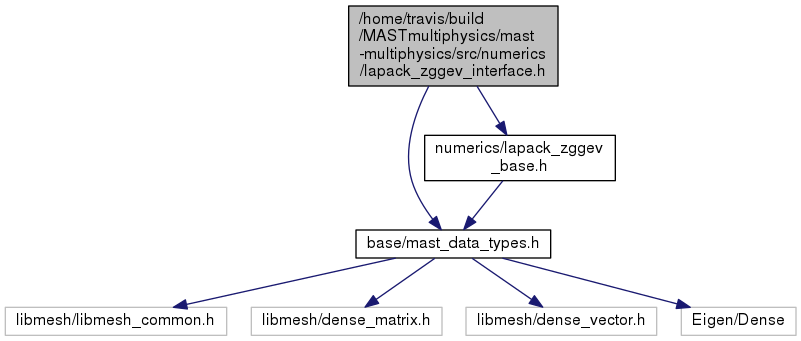 /home/travis/build
/MASTmultiphysics/mast
-multiphysics/src/numerics
/lapack_zggev_interface.h
numerics/lapack_zggev
_base.h
base/mast_data_types.h
libmesh/libmesh_common.h
libmesh/dense_matrix.h
libmesh/dense_vector.h
Eigen/Dense